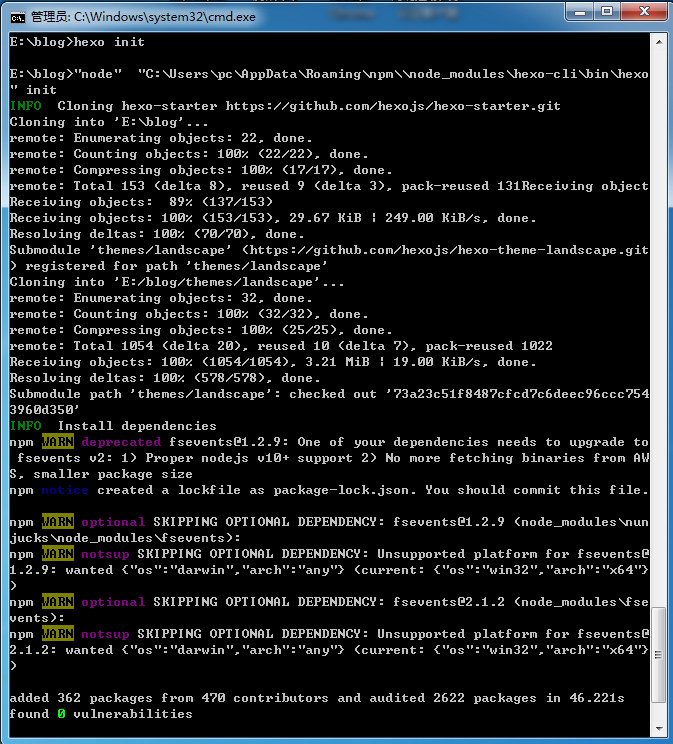 管理员: C:\Windows\system32\cmd.exe
E:\blog>hexo init
E:\blog>"node"  "C:\Users\pc\AppData\Roaming\npm\\node_modules\hexo-cli\bin\hexo
" init
INFO  Cloning hexo-starter https://github.com/hexojs/hexo-starter.git
Cloning into 'E:\blog'...
remote: Enumerating objects: 22, done.
remote: Counting objects: 100% (22/22), done.
remote: Compressing objects: 100% (17/17), done.
remote: Total 153 (delta 8), reused 9 (delta 3), pack-reused 131Receiving object
Receiving objects:  89% (137/153)
Receiving objects: 100% (153/153), 29.67 KiB ¦ 249.00 KiB/s, done.
Resolving deltas: 100% (70/70), done.
Submodule 'themes/landscape' (https://github.com/hexojs/hexo-theme-landscape.git
) registered for path 'themes/landscape'
Cloning into 'E:/blog/themes/landscape'...
remote: Enumerating objects: 32, done.
remote: Counting objects: 100% (32/32), done.
remote: Compressing objects: 100% (25/25), done.
remote: Total 1054 (delta 20), reused 10 (delta 7), pack-reused 1022
Receiving objects: 100% (1054/1054), 3.21 MiB ¦ 19.00 KiB/s, done.
Resolving deltas: 100% (578/578), done.
Submodule path 'themes/landscape': checked out '73a23c51f8487cfcd7c6deec96ccc754
3960d350'
INFO  Install dependencies
npm WARN deprecated fsevents@1.2.9: One of your dependencies needs to upgrade to
 fsevents v2: 1) Proper nodejs v10+ support 2) No more fetching binaries from AW
S, smaller package size
npm notice created a lockfile as package-lock.json. You should commit this file.
npm WARN optional SKIPPING OPTIONAL DEPENDENCY: fsevents@1.2.9 (node_modules\nun
jucks\node_modules\fsevents):
npm WARN notsup SKIPPING OPTIONAL DEPENDENCY: Unsupported platform for fsevents@
1.2.9: wanted {"os":"darwin","arch":"any"} (current: {"os":"win32","arch":"x64"}
)
npm WARN optional SKIPPING OPTIONAL DEPENDENCY: fsevents@2.1.2 (node_modules\fse
vents):
npm WARN notsup SKIPPING OPTIONAL DEPENDENCY: Unsupported platform for fsevents@
2.1.2: wanted {"os":"darwin","arch":"any"} (current: {"os":"win32","arch":"x64"}
)
added 362 packages from 470 contributors and audited 2622 packages in 46.221s
found 0 vulnerabilities